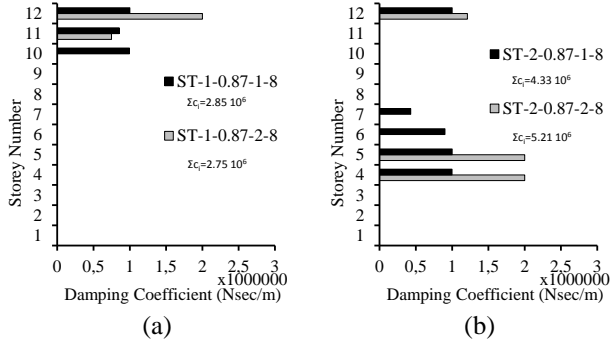 12
11
10
9
8
7
6
5
4
3
2
1
Storey Number
ST-1-0.87-1-8
Σcᵢ=2.85 10⁶
ST-1-0.87-2-8
Σcᵢ=2.75 10⁶
0 0,5 1 1,5 2 2,5 3
x1000000
Damping Coefficient (Nsec/m)
(a)
12
11
10
9
8
7
6
5
4
3
2
1
Storey Number
ST-2-0.87-1-8
Σcᵢ=4.33 10⁶
ST-2-0.87-2-8
Σcᵢ=5.21 10⁶
0 0,5 1 1,5 2 2,5 3
x1000000
Damping Coefficient (Nsec/m)
(b)